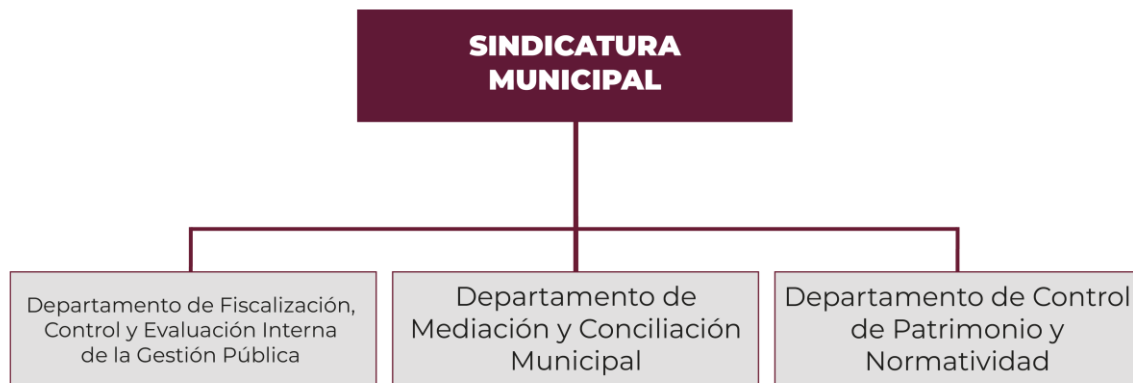 SINDICATURA
MUNICIPAL
Departamento de Fiscalización,
Control y Evaluación Interna
de la Gestión Pública
Departamento de
Mediación y Conciliación
Municipal
Departamento de Control
de Patrimonio y
Normatividad